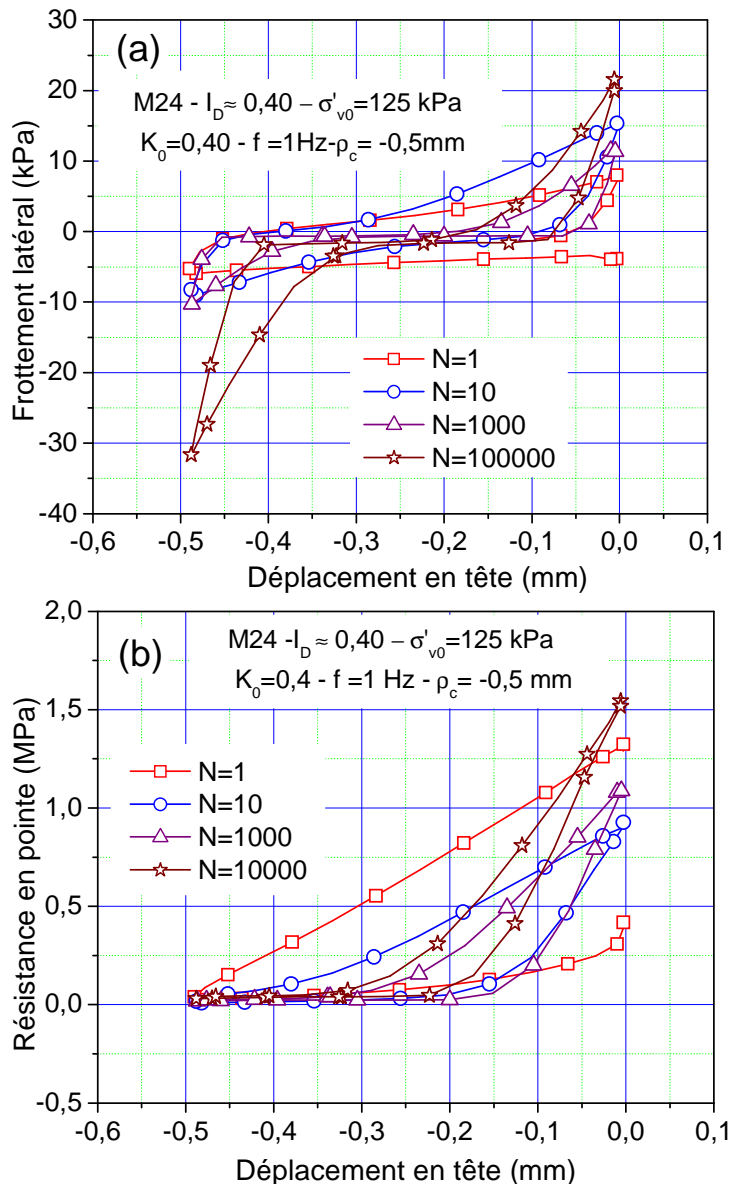 (a)
M24 - I_D≈ 0,40 – σ'_v0=125 kPa
K_0=0,40 - f =1Hz-ρ_c= -0,5mm
30
20
10
0
-10
-20
-30
-40
Frottement latéral (kPa)
N=1
N=10
N=1000
N=100000
-0,6 -0,5 -0,4 -0,3 -0,2 -0,1 0,0 0,1
Déplacement en tête (mm)
(b)
M24 -I_D≈ 0,40 – σ'_v0=125 kPa
K_0=0,4 - f =1 Hz - ρ_c= -0,5 mm
2,0
1,5
1,0
0,5
0,0
-0,5
Résistance en pointe (MPa)
N=1
N=10
N=1000
N=10000
-0,6 -0,5 -0,4 -0,3 -0,2 -0,1 0,0 0,1
Déplacement en tête (mm)